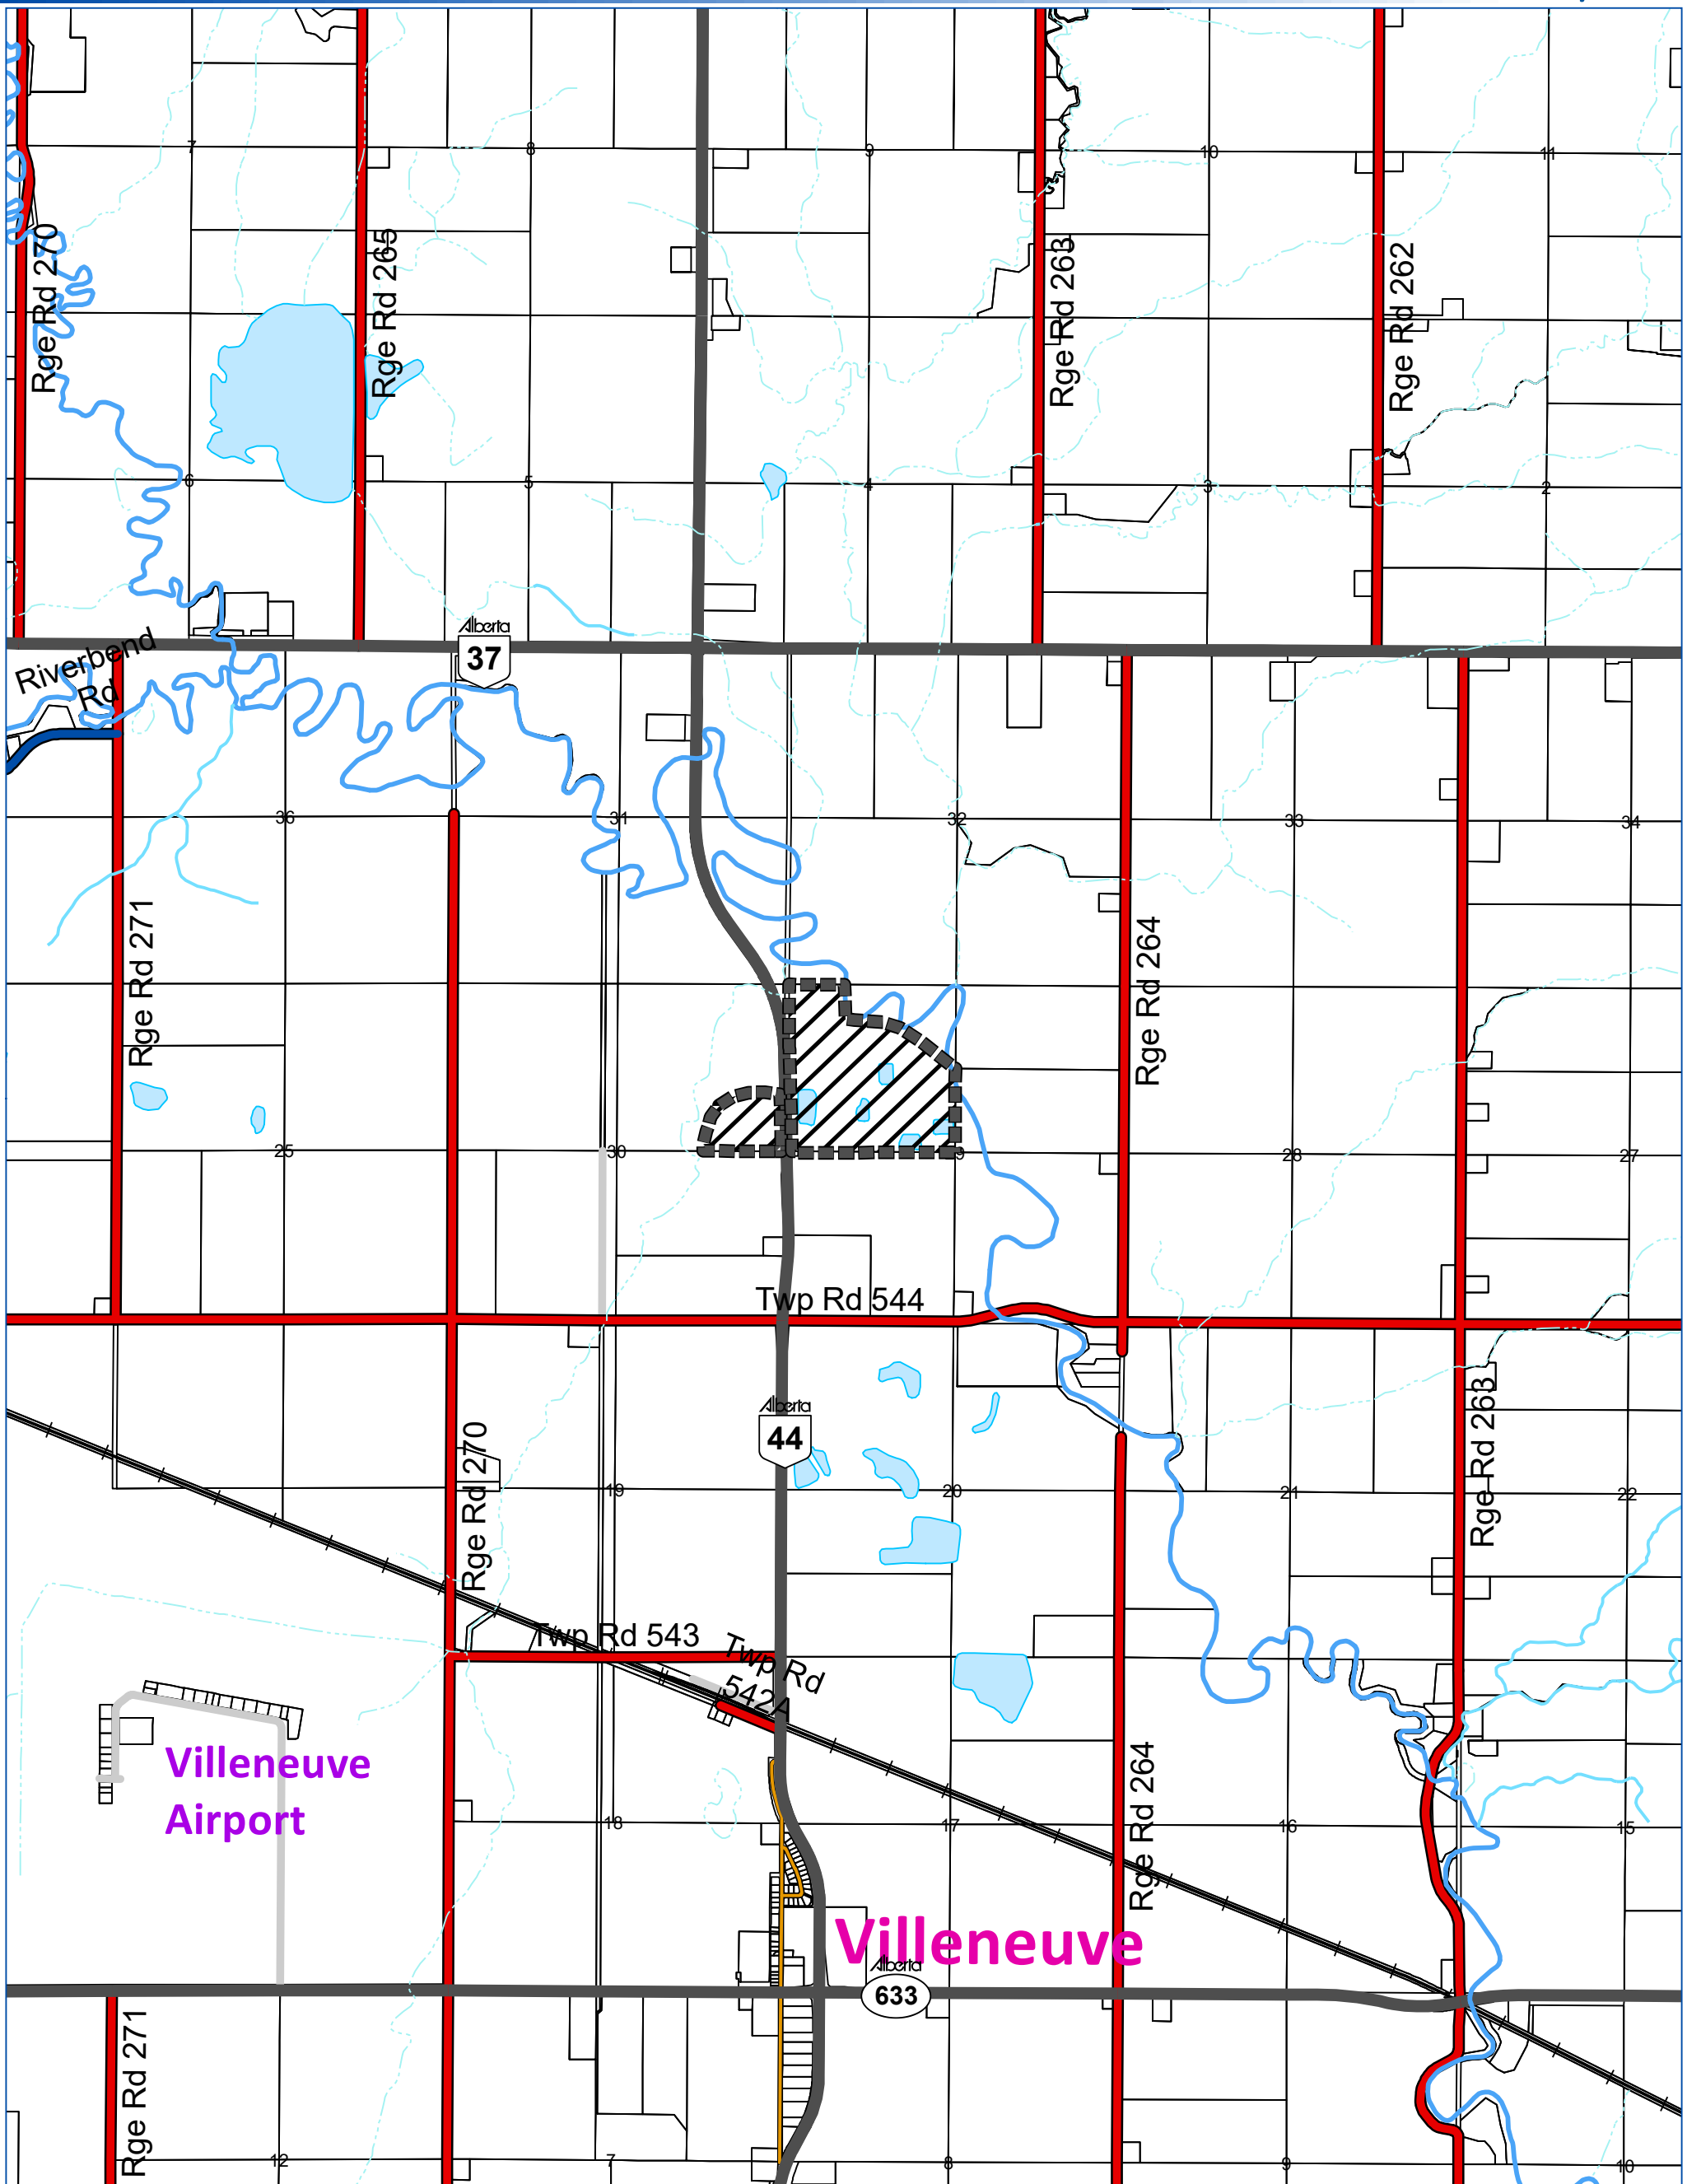 7
8
9
10
11
Rge Rd 270
Rge Rd 265
Rge Rd 263
Rge Rd 262
6
5
4
3
2
Alberta
37
Riverbend
Rd
36
31
32
33
34
Rge Rd 271
Rge Rd 264
25
30
28
27
Twp Rd 544
Alberta
44
Rge Rd 270
Rge Rd 263
19
20
21
22
Twp Rd 543
Twp Rd
542A
Villeneuve
Airport
Rge Rd 264
18
17
16
15
Villeneuve
Alberta
633
Rge Rd 271
12
7
8
9
10